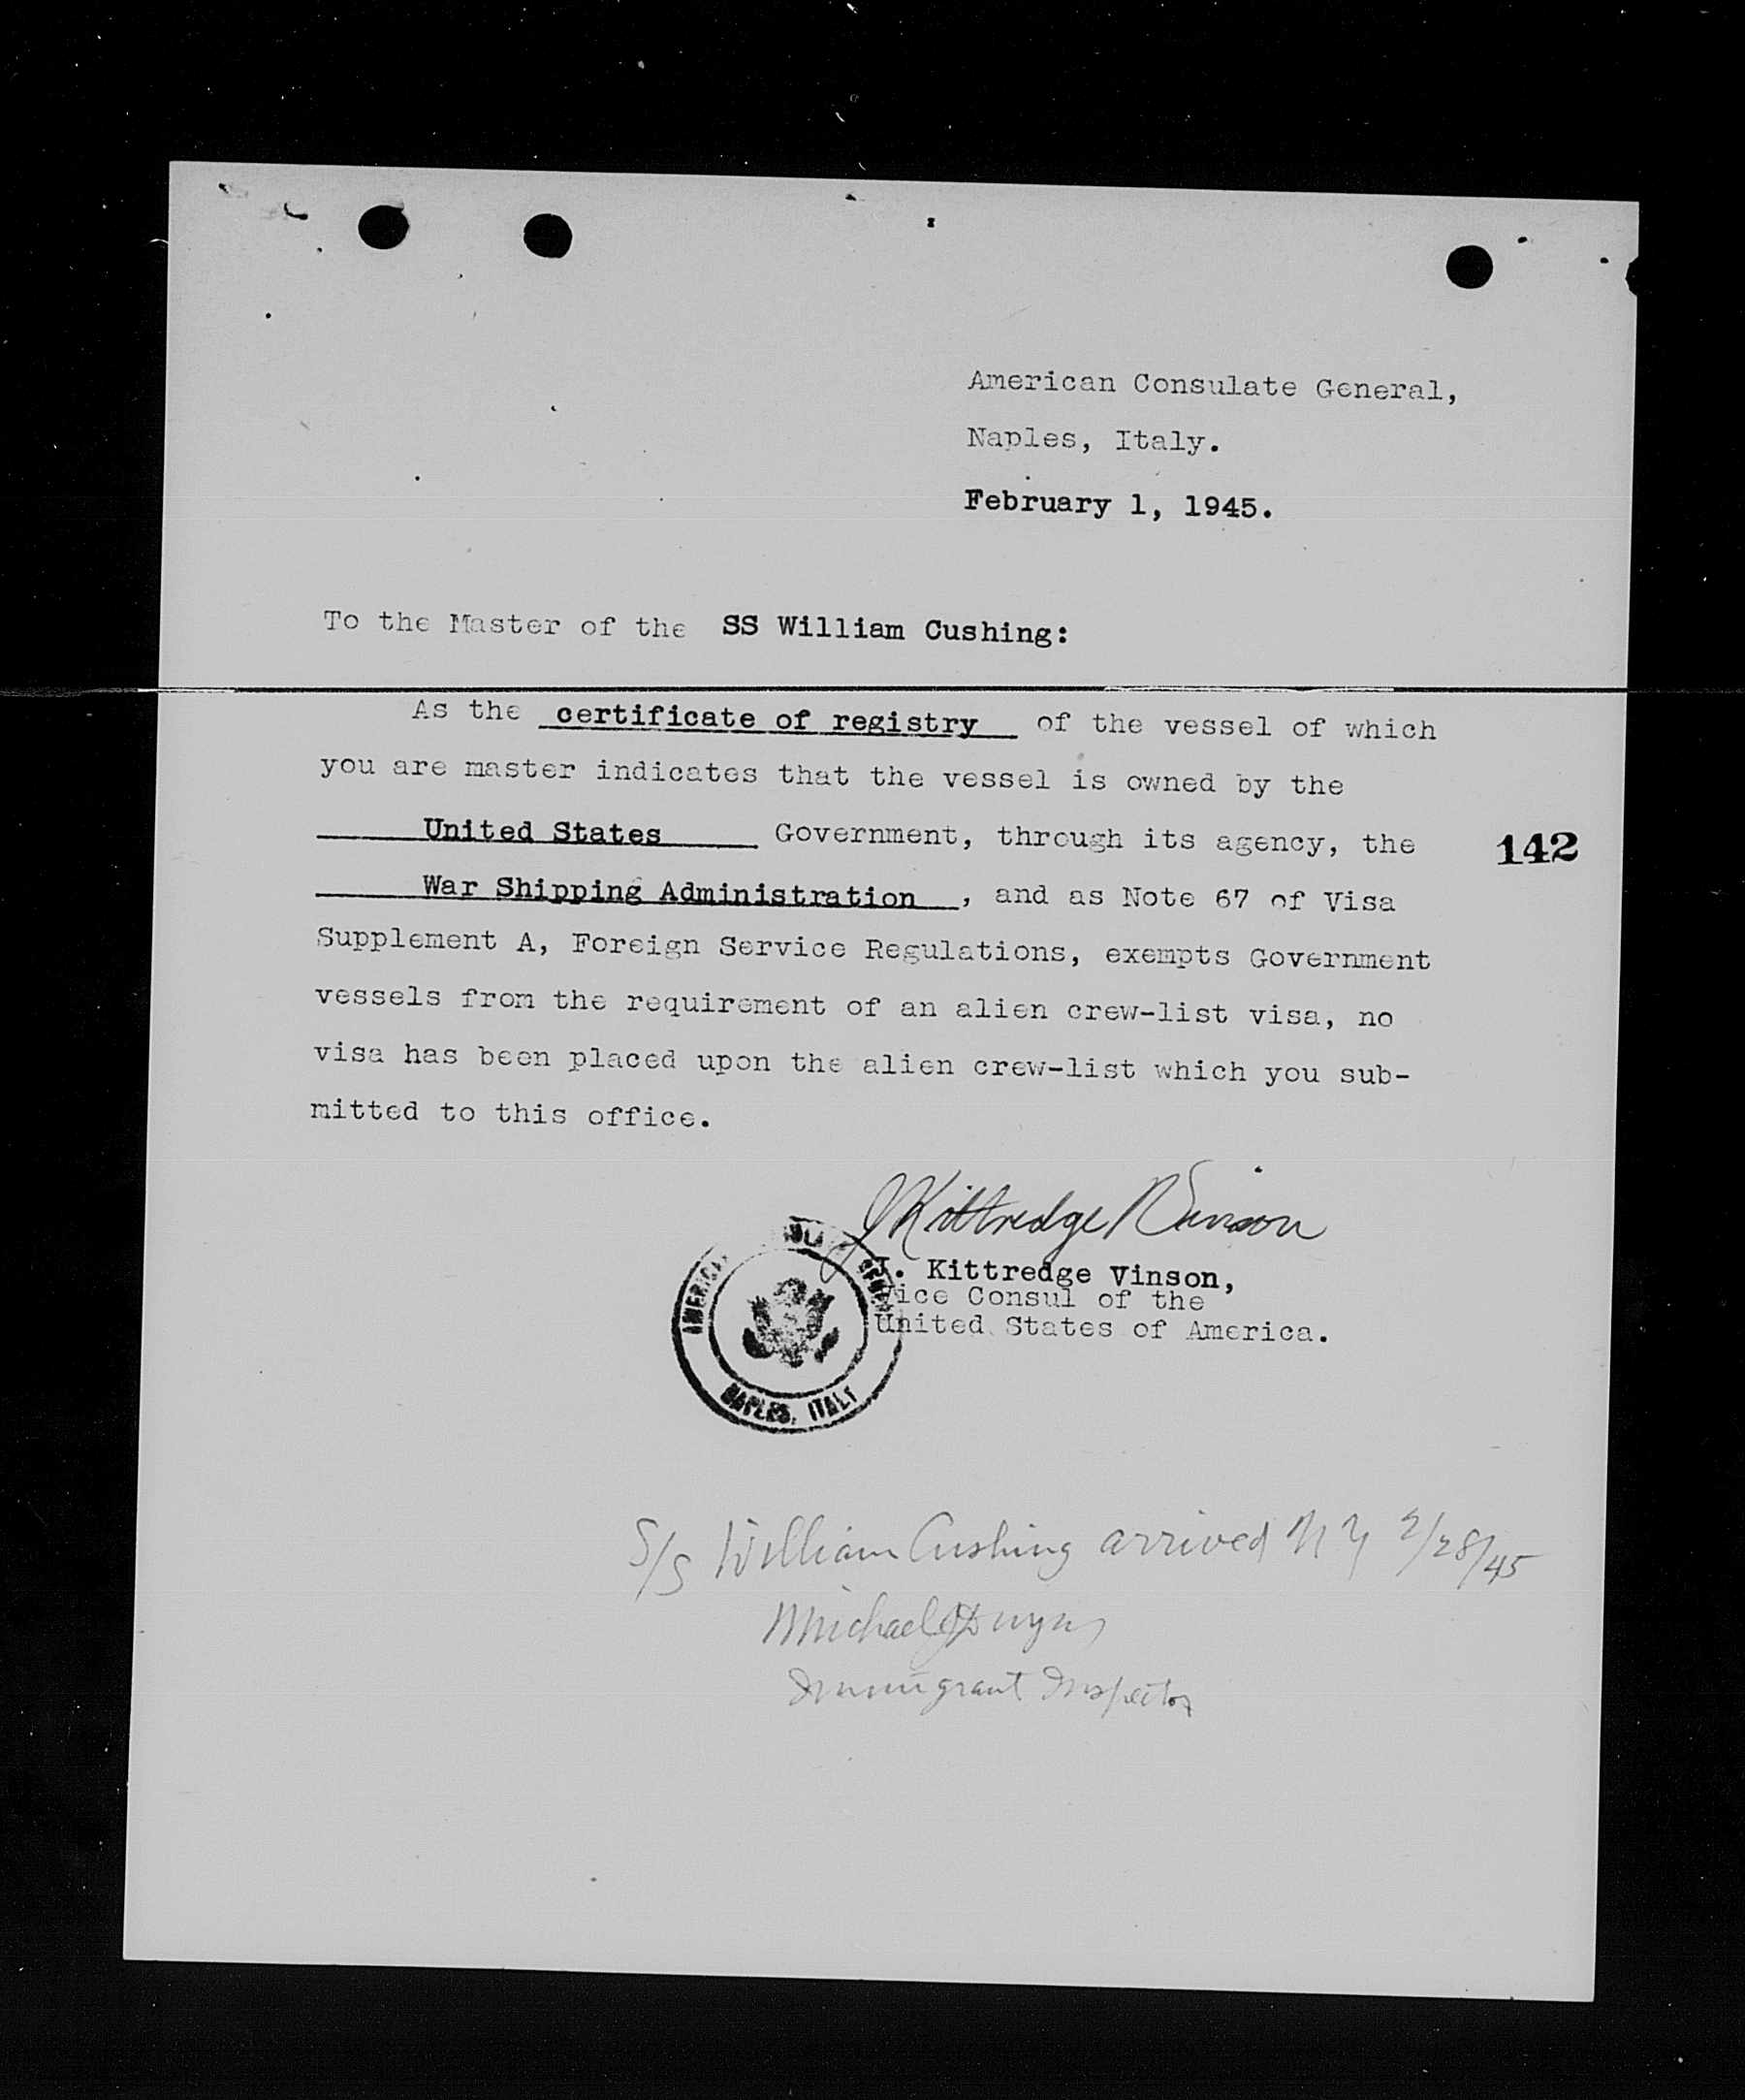 American Consulate General,
Naples, Italy.
February 1, 1945.
To the Master of the SS William Cushing:
As the certificate of registry of the vessel of which
you are master indicates that the vessel is owned by the
United States Government, through its agency, the
142
War Shipping Administration, and as Note 67 of Visa
Supplement A, Foreign Service Regulations, exempts Government
vessels from the requirement of an alien crew-list visa, no
visa has been placed upon the alien crew-list which you sub-
mitted to this office.
J Kittredge Vinson
J. Kittredge Vinson,
Vice Consul of the
United States of America.
AMERICAN
NAPLES, ITALY
S/S William Cushing arrived NY 2/28/45
Michael
Immigrant Inspector